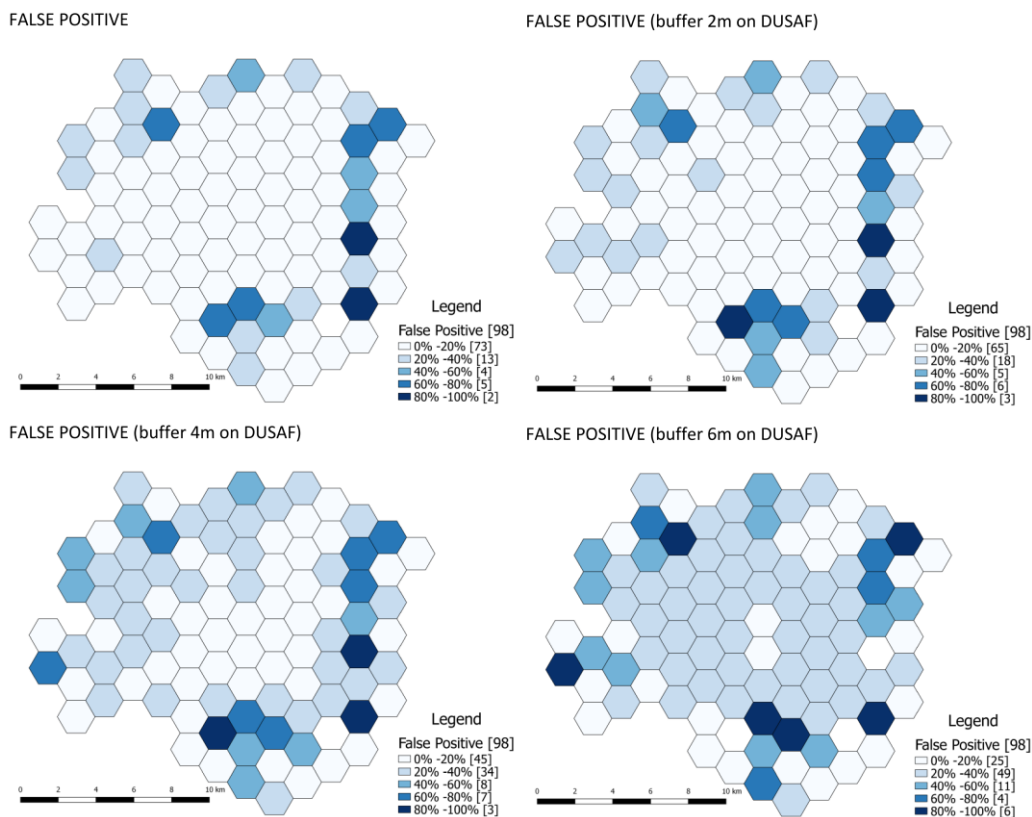 FALSE POSITIVE
0 2 4 6 8 10 km
Legend
False Positive [98]
0% -20% [73]
20% -40% [13]
40% -60% [4]
60% -80% [5]
80% -100% [2]
FALSE POSITIVE (buffer 2m on DUSAF)
0 2 4 6 8 10 km
Legend
False Positive [98]
0% -20% [65]
20% -40% [18]
40% -60% [5]
60% -80% [6]
80% -100% [3]
FALSE POSITIVE (buffer 4m on DUSAF)
0 2 4 6 8 10 km
Legend
False Positive [98]
0% -20% [45]
20% -40% [34]
40% -60% [8]
60% -80% [7]
80% -100% [3]
FALSE POSITIVE (buffer 6m on DUSAF)
0 2 4 6 8 10 km
Legend
False Positive [98]
0% -20% [25]
20% -40% [49]
40% -60% [11]
60% -80% [4]
80% -100% [6]